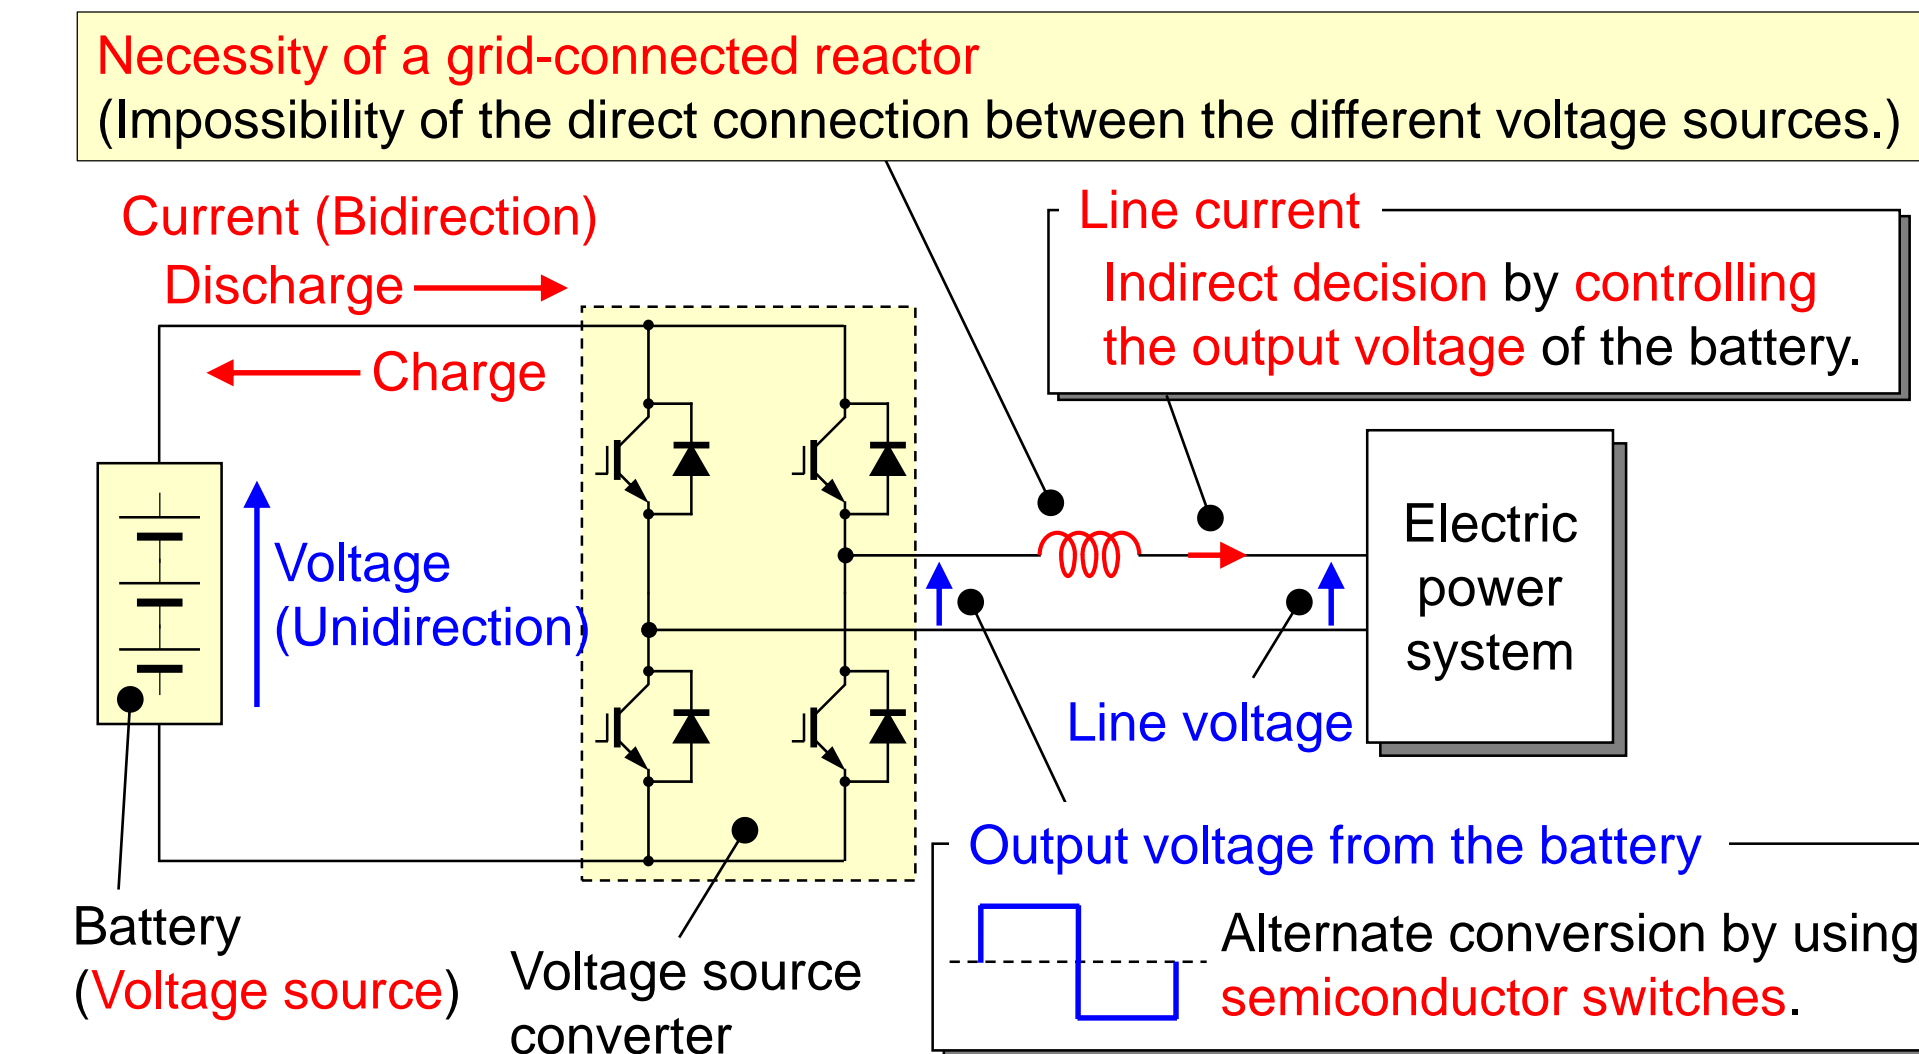 Necessity of a grid-connected reactor
(Impossibility of the direct connection between the different voltage sources.)
Current (Bidirection)
Discharge
Charge
Line current
Indirect decision by controlling
the output voltage of the battery.
Voltage
(Unidirection)
Electric
power
system
Line voltage
Output voltage from the battery
Alternate conversion by using
semiconductor switches.
Battery
(Voltage source)
Voltage source
converter